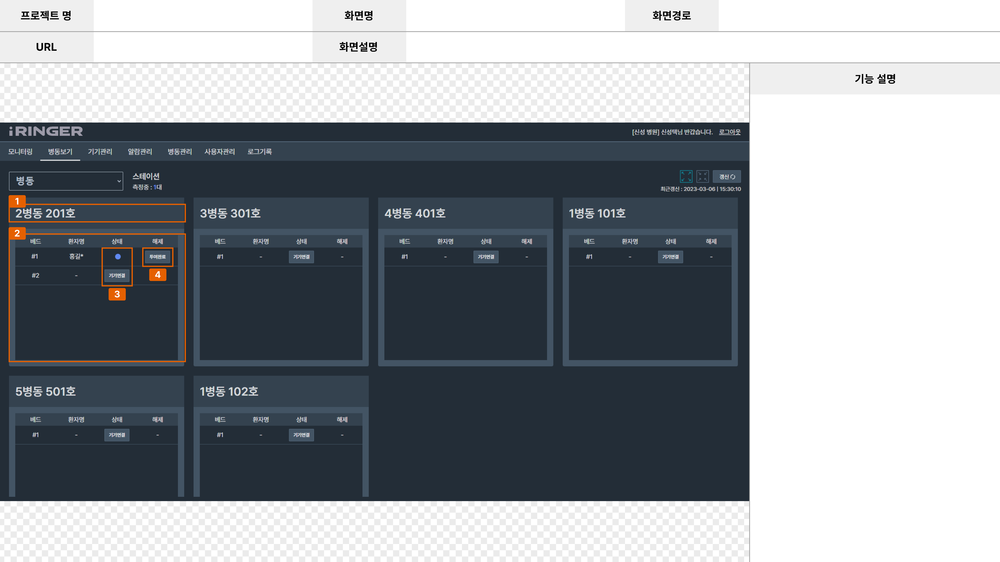 프로젝트 명
화면명
화면경로
URL
화면설명
기능 설명
iRINGER
[신성 병원] 신성택님 반갑습니다. 로그아웃
모니터링 병동보기 기기관리 알람관리 병동관리 사용자관리 로그기록
병동
스테이션
측정중 : 1대
갱신
최근갱신 : 2023-03-06 | 15:30:10
1
2병동 201호
2
베드 환자명 상태 해제
#1 홍길* 투여완료
#2 - 기기연결
4
3
3병동 301호
베드 환자명 상태 해제
#1 - 기기연결 -
4병동 401호
베드 환자명 상태 해제
#1 - 기기연결 -
1병동 101호
베드 환자명 상태 해제
#1 - 기기연결 -
5병동 501호
베드 환자명 상태 해제
#1 - 기기연결 -
1병동 102호
베드 환자명 상태 해제
#1 - 기기연결 -